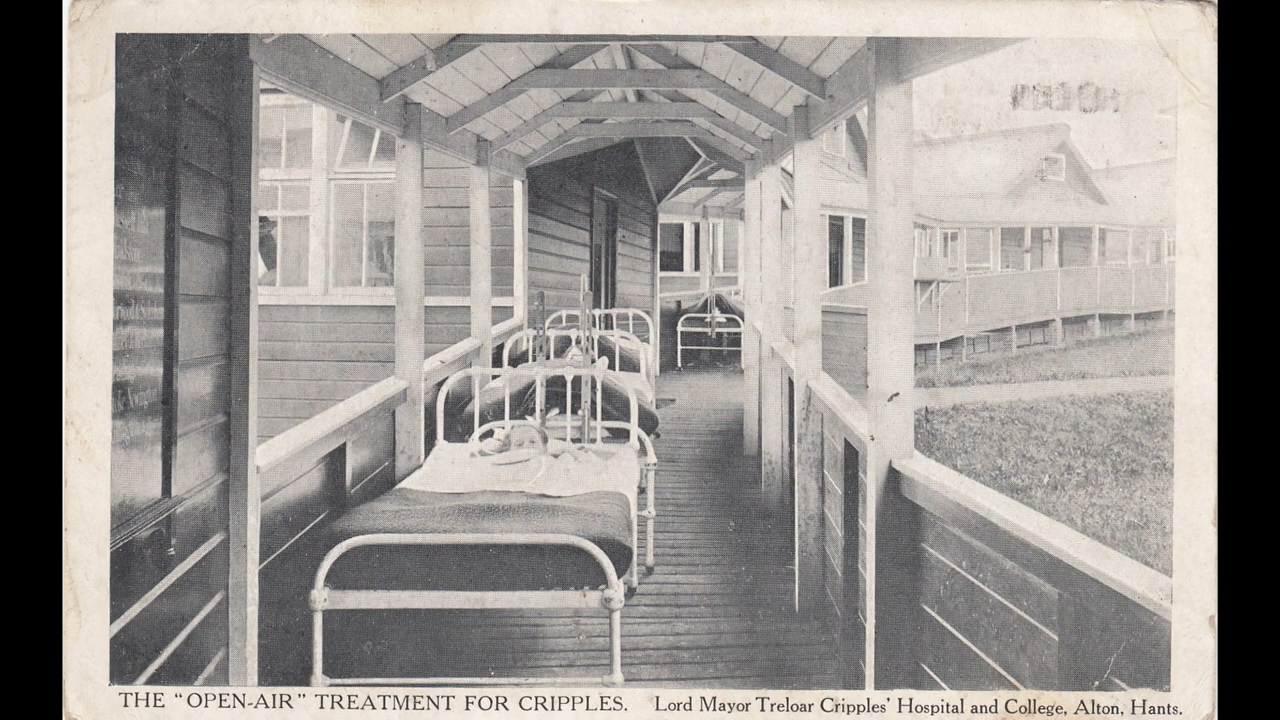 THE “OPEN-AIR” TREATMENT FOR CRIPPLES. Lord Mayor Treloar Cripples’ Hospital and College, Alton, Hants.